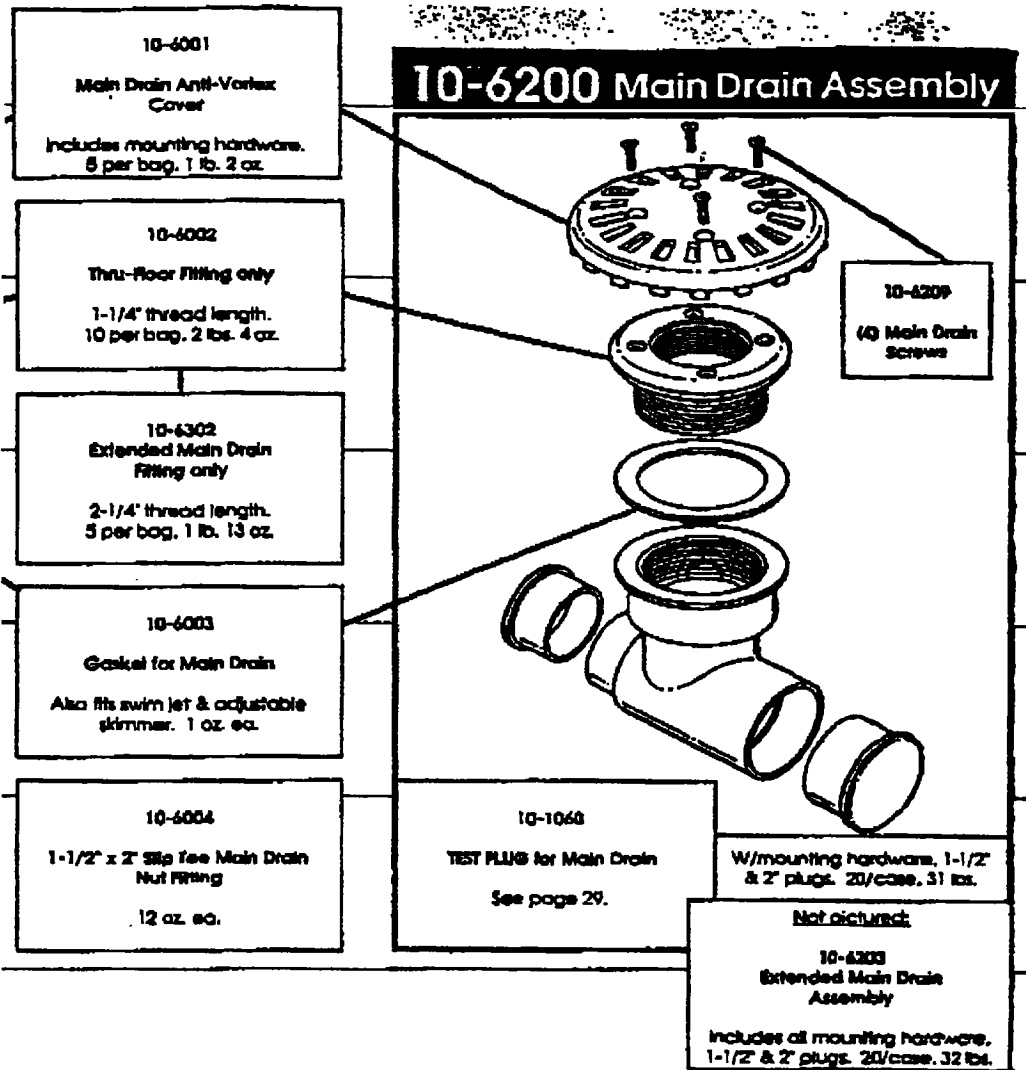 10-6001
Main Drain Anti-Vortex
Cover
Includes mounting hardware.
5 per bag. 1 lb. 2 oz.
10-6002
Thru-Floor Fitting only
1-1/4" thread length.
10 per bag. 2 lbs. 4 oz.
10-6302
Extended Main Drain
Fitting only
2-1/4" thread length.
5 per bag. 1 lb. 13 oz.
10-6003
Gasket for Main Drain
Also fits swim jet & adjustable
skimmer. 1 oz. ea.
10-6004
1-1/2" x 2" Slip Tee Main Drain
Nut Fitting
12 oz. ea.
10-6200 Main Drain Assembly
10-6209
(4) Main Drain
Screws
10-1068
TEST PLUG for Main Drain
See page 29.
W/mounting hardware, 1-1/2"
& 2" plugs. 20/case. 31 lbs.
Not pictured:
10-6203
Extended Main Drain
Assembly
Includes all mounting hardware,
1-1/2" & 2" plugs. 20/case. 32 lbs.